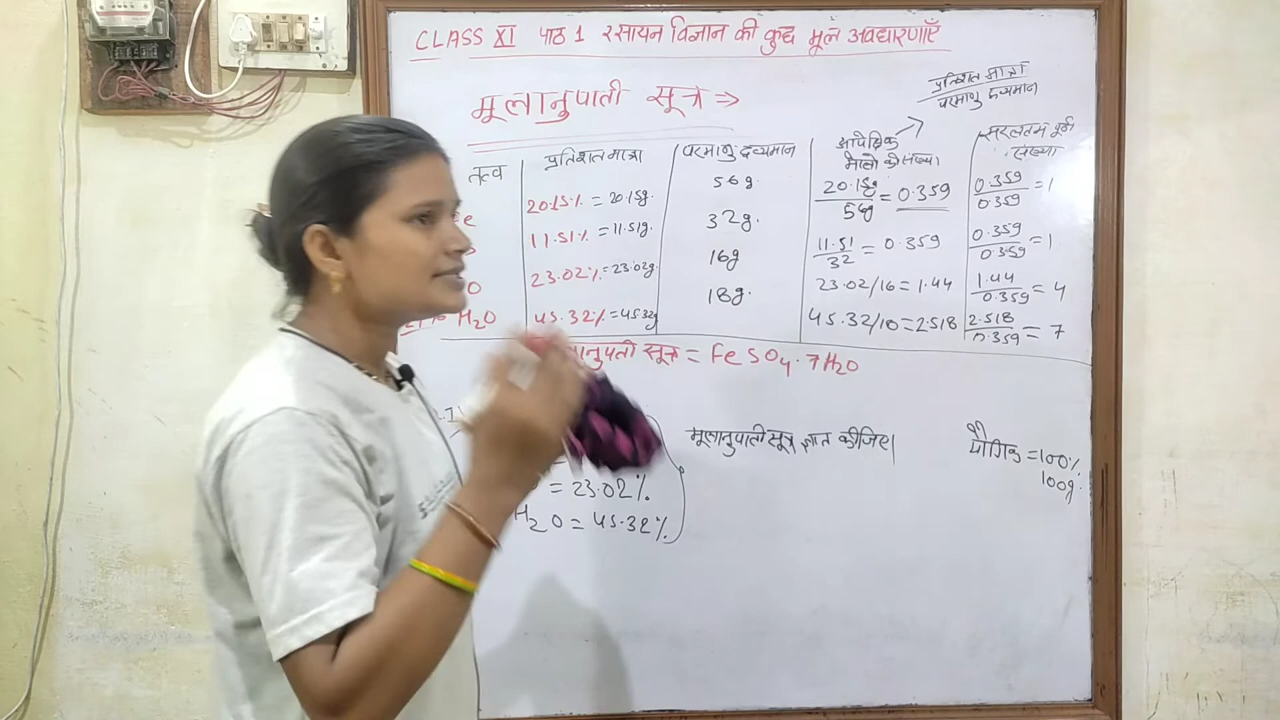 CLASS XI पाठ 1 रसायन विज्ञान की कुछ मूल अवधारणाएँ
मूलानुपाती सूत्र ⇒
प्रतिशत मात्रा
परमाणु द्रव्यमान
तत्व
प्रतिशत मात्रा
परमाणु द्रव्यमान
आपेक्षिक
मोलो की संख्या
सरलतम पूर्ण
संख्या
e
20.15% = 20.15g.
56g
20.15g/56g = 0.359
0.359/0.359 = 1
11.51% = 11.51g.
32g.
11.51/32 = 0.359
0.359/0.359 = 1
O
23.02% = 23.02g.
16g
23.02/16 = 1.44
1.44/0.359 = 4
H2O
45.32% = 45.32g
18g.
45.32/18 = 2.518
2.518/0.359 = 7
नुपाती सूत्र = FeSO4.7H2O
मूलानुपाती सूत्र ज्ञात कीजिए।
यौगिक = 100%
100g.
= 23.02%
H2O = 45.32%